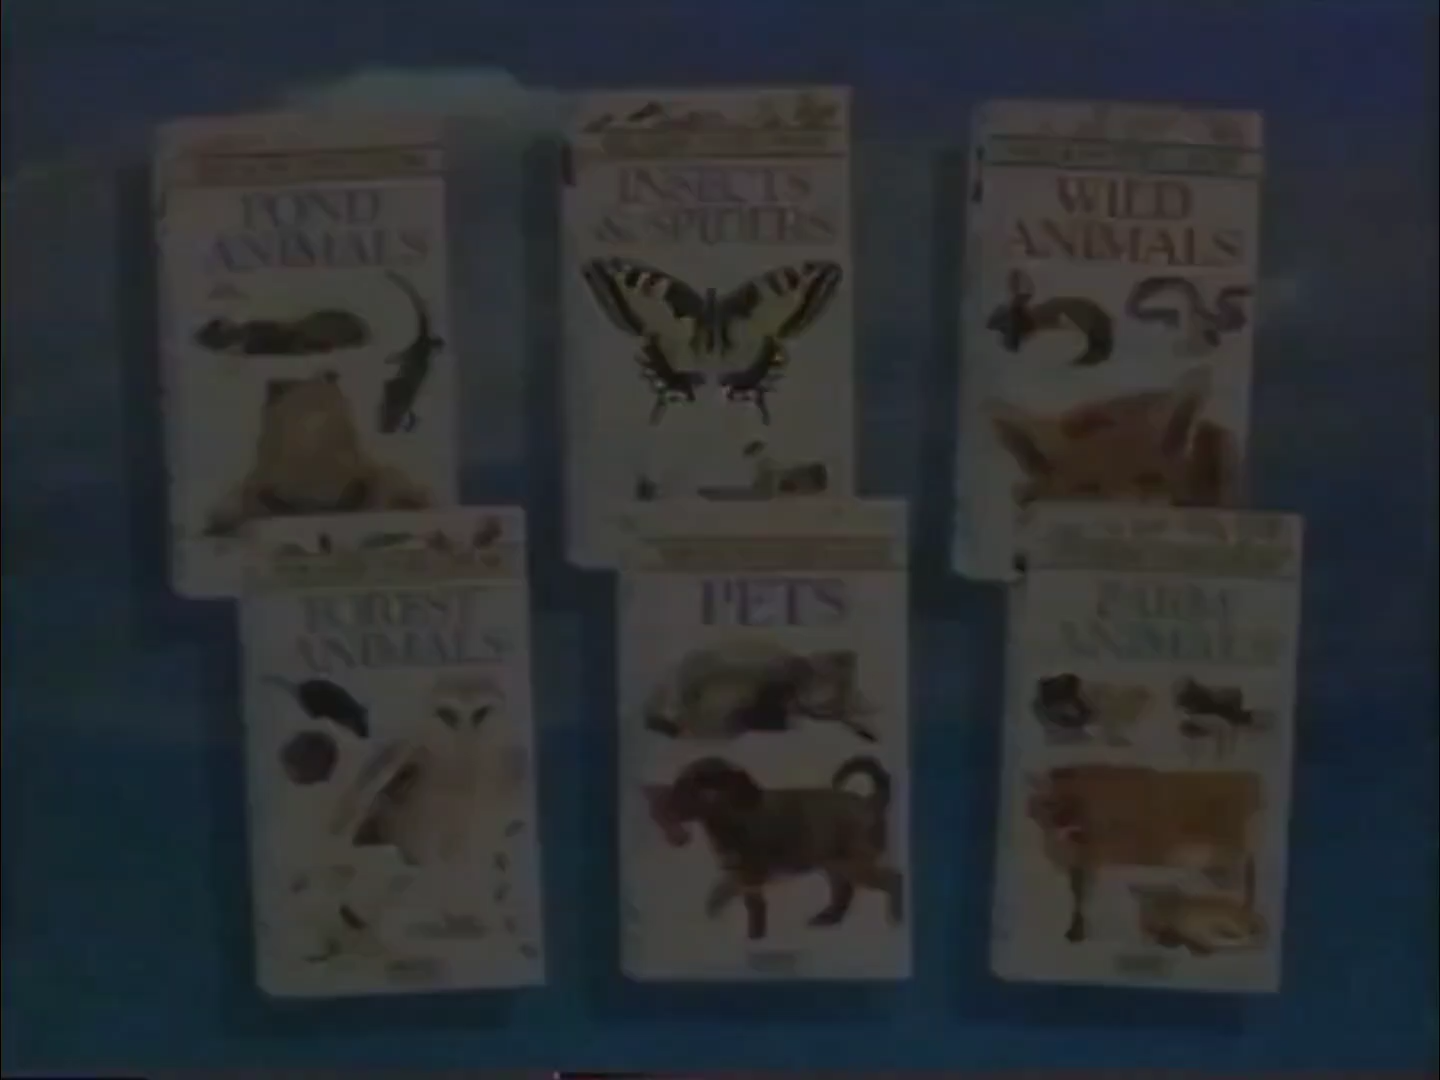 POND
ANIMALS
INSECTS
& SPIDERS
WILD
ANIMALS
FOREST
ANIMALS
PETS
FARM
ANIMALS